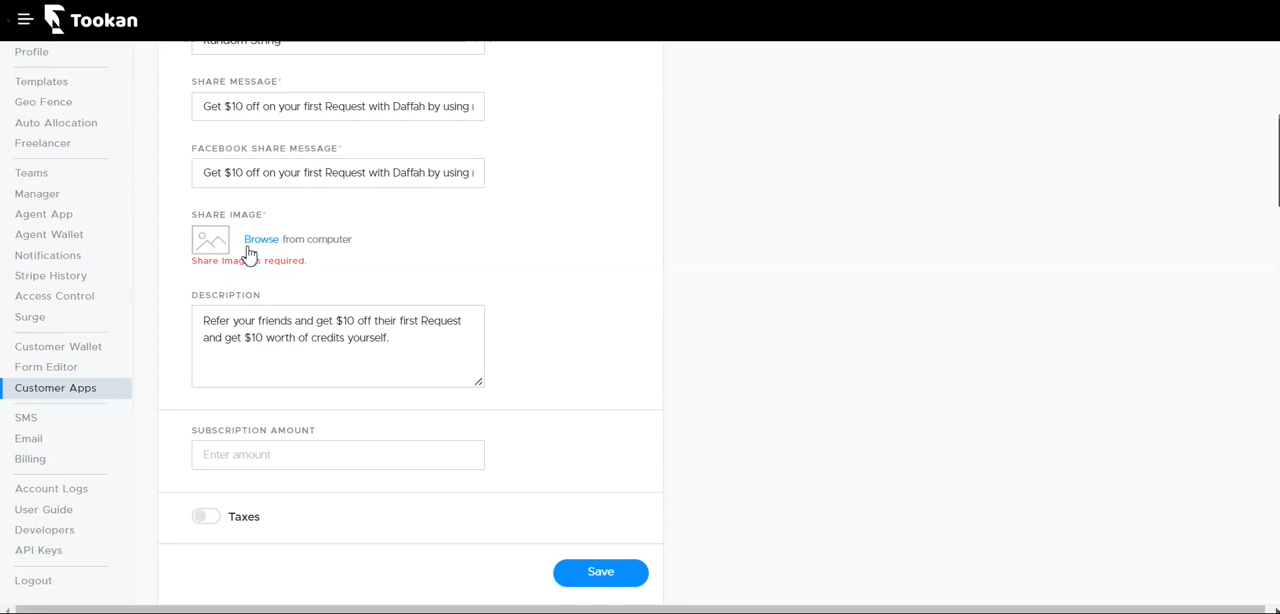 Tookan
Profile
Templates
Geo Fence
Auto Allocation
Freelancer
Teams
Manager
Agent App
Agent Wallet
Notifications
Stripe History
Access Control
Surge
Customer Wallet
Form Editor
Customer Apps
SMS
Email
Billing
Account Logs
User Guide
Developers
API Keys
Logout
Random String
SHARE MESSAGE*
Get $10 off on your first Request with Daffah by using
FACEBOOK SHARE MESSAGE*
Get $10 off on your first Request with Daffah by using
SHARE IMAGE*
Browse from computer
Share Image is required.
DESCRIPTION
Refer your friends and get $10 off their first Request
and get $10 worth of credits yourself.
SUBSCRIPTION AMOUNT
Enter amount
Taxes
Save